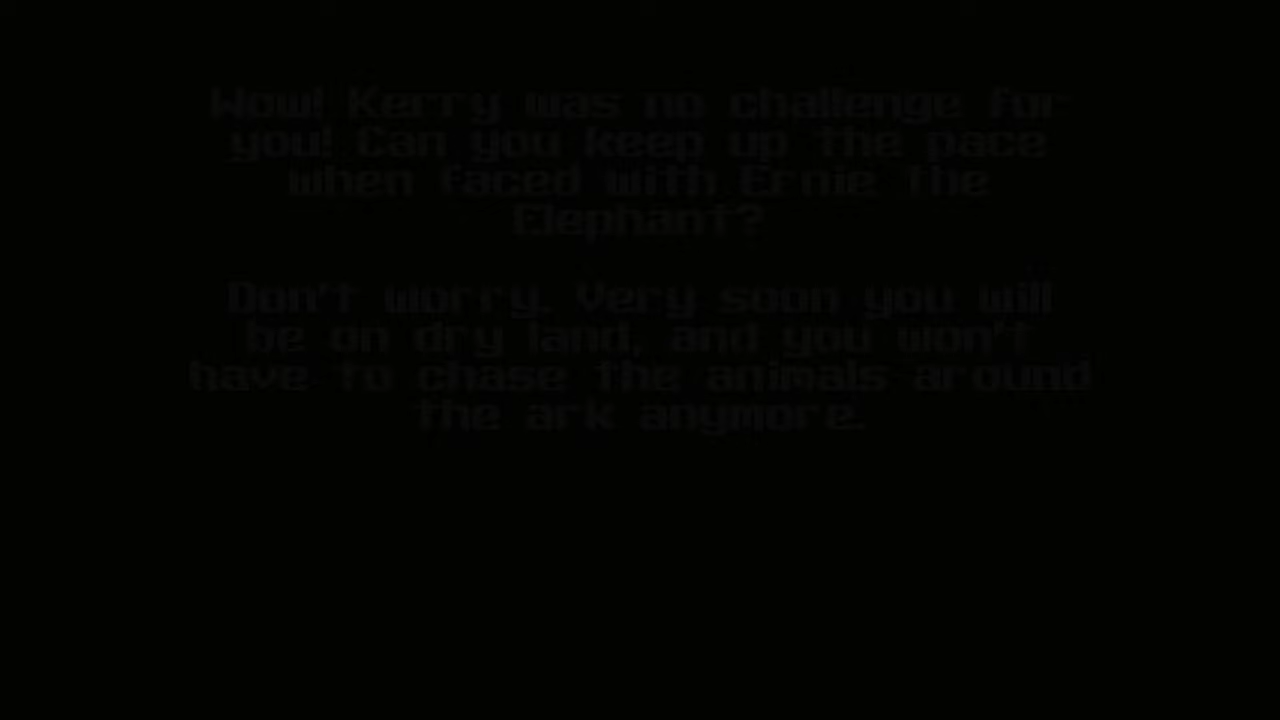 Wow! Kerry was no challenge for
you! Can you keep up the pace
when faced with Ernie the
Elephant?
Don't worry. Very soon you will
be on dry land, and you won't
have to chase the animals around
the ark anymore.